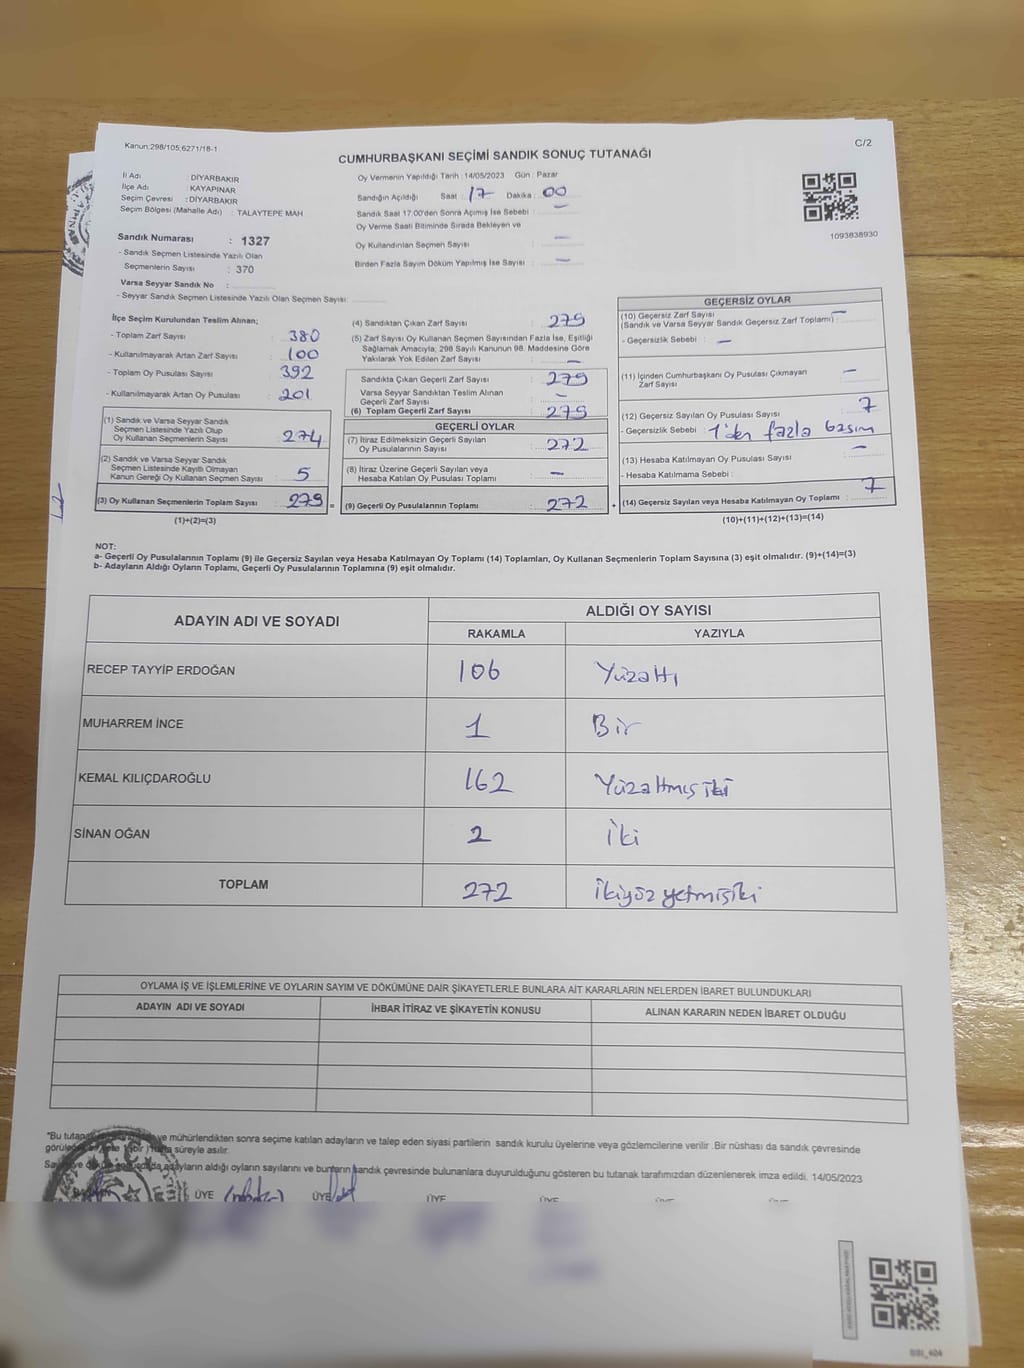 Kanun:298/105,6271/18-1
C/2
CUMHURBAŞKANI SEÇİMİ SANDIK SONUÇ TUTANAĞI
İl Adı : DİYARBAKIR
İlçe Adı : KAYAPINAR
Seçim Çevresi : DİYARBAKIR
Seçim Bölgesi (Mahalle Adı) : TALAYTEPE MAH.
Sandık Numarası : 1327
- Sandık Seçmen Listesinde Yazılı Olan
Seçmenlerin Sayısı : 370
Varsa Seyyar Sandık No :
- Seyyar Sandık Seçmen Listesinde Yazılı Olan Seçmen Sayısı:
Oy Vermenin Yapıldığı Tarih :14/05/2023 Gün : Pazar
Sandığın Açıldığı Saat : 17 Dakika : 00
Sandık Saat 17:00'den Sonra Açımış İse Sebebi : —
Oy Verme Saati Bitiminde Sırada Bekleyen ve
Oy Kullandırılan Seçmen Sayısı : —
Birden Fazla Sayım Döküm Yapılmış İse Sayısı : —
1093838930
İlçe Seçim Kurulundan Teslim Alınan;
- Toplam Zarf Sayısı : 380
- Kullanılmayarak Artan Zarf Sayısı : 100
- Toplam Oy Pusulası Sayısı : 392
- Kullanılmayarak Artan Oy Pusulası : 201
(1) Sandık ve Varsa Seyyar Sandık
Seçmen Listesinde Yazılı Olup
Oy Kullanan Seçmenlerin Sayısı : 274
(2) Sandık ve Varsa Seyyar Sandık
Seçmen Listesinde Kayıtlı Olmayan
Kanun Gereği Oy Kullanan Seçmen Sayısı : 5
(3) Oy Kullanan Seçmenlerin Toplam Sayısı : 279 =
(1)+(2)=(3)
(4) Sandıktan Çıkan Zarf Sayısı : 279
(5) Zarf Sayısı Oy Kullanan Seçmen Sayısından Fazla İse, Eşitliği
Sağlamak Amacıyla, 298 Sayılı Kanunun 98. Maddesine Göre
Yakılarak Yok Edilen Zarf Sayısı : —
Sandıkta Çıkan Geçerli Zarf Sayısı : 279
Varsa Seyyar Sandıktan Teslim Alınan
Geçerli Zarf Sayısı : —
(6) Toplam Geçerli Zarf Sayısı : 279
GEÇERLİ OYLAR
(7) İtiraz Edilmeksizin Geçerli Sayılan
Oy Pusulalarının Sayısı : 272
(8) İtiraz Üzerine Geçerli Sayılan veya
Hesaba Katılan Oy Pusulası Toplamı : —
(9) Geçerli Oy Pusulalarının Toplamı : 272 +
GEÇERSİZ OYLAR
(10) Geçersiz Zarf Sayısı
(Sandık ve Varsa Seyyar Sandık Geçersiz Zarf Toplamı) : —
- Geçersizlik Sebebi : —
(11) İçinden Cumhurbaşkanı Oy Pusulası Çıkmayan
Zarf Sayısı —
(12) Geçersiz Sayılan Oy Pusulası Sayısı : 7
- Geçersizlik Sebebi : 1'den fazla basım
(13) Hesaba Katılmayan Oy Pusulası Sayısı : —
- Hesaba Katılmama Sebebi :
(14) Geçersiz Sayılan veya Hesaba Katılmayan Oy Toplamı : 7
(10)+(11)+(12)+(13)=(14)
NOT:
a- Geçerli Oy Pusulalarının Toplamı (9) ile Geçersiz Sayılan veya Hesaba Katılmayan Oy Toplamı (14) Toplamları, Oy Kullanan Seçmenlerin Toplam Sayısına (3) eşit olmalıdır. (9)+(14)=(3)
b- Adayların Aldığı Oyların Toplamı, Geçerli Oy Pusulalarının Toplamına (9) eşit olmalıdır.
ADAYIN ADI VE SOYADI
ALDIĞI OY SAYISI
RAKAMLA YAZIYLA
RECEP TAYYİP ERDOĞAN 106 Yüzaltı
MUHARREM İNCE 1 Bir
KEMAL KILIÇDAROĞLU 162 Yüzaltmış iki
SİNAN OĞAN 2 İki
TOPLAM 272 İkiyüz yetmişiki
OYLAMA İŞ VE İŞLEMLERİNE VE OYLARIN SAYIM VE DÖKÜMÜNE DAİR ŞİKAYETLERLE BUNLARA AİT KARARLARIN NELERDEN İBARET BULUNDUKLARI
ADAYIN ADI VE SOYADI İHBAR İTİRAZ VE ŞİKAYETİN KONUSU ALINAN KARARIN NEDEN İBARET OLDUĞU
"Bu tutanak ve mühürlendikten sonra seçime katılan adayların ve talep eden siyasi partilerin sandık kurulu üyelerine veya gözlemcilerine verilir .Bir nüshası da sandık çevresinde
süreyle asılır.
adayların aldığı oyların sayılarını ve bunların sandık çevresinde bulunanlara duyurulduğunu gösteren bu tutanak tarafımızdan düzenlenerek imza edildi. 14/05/2023
ÜYE ÜYE ÜYE ÜYE